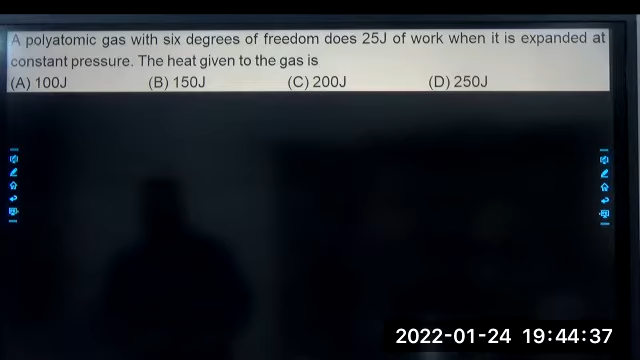 A polyatomic gas with six degrees of freedom does 25J of work when it is expanded at
constant pressure. The heat given to the gas is
(A) 100J (B) 150J (C) 200J (D) 250J
2022-01-24 19:44:37